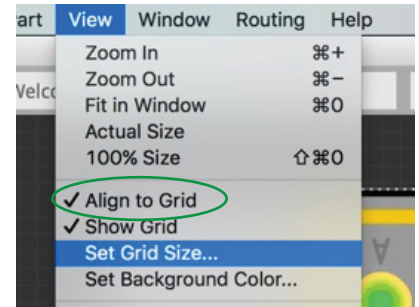 art View Window Routing Help
Zoom In ⌘+
Zoom Out ⌘−
Fit in Window ⌘0
Actual Size
100% Size ⇧⌘0
Welc
✓ Align to Grid
✓ Show Grid
Set Grid Size...
Set Background Color...
A